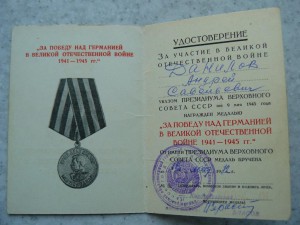 „ЗА ПОБЕДУ НАД ГЕРМАНИЕЙ
В ВЕЛИКОЙ ОТЕЧЕСТВЕННОЙ ВОЙНЕ
1941—1945 гг.“
УДОСТОВЕРЕНИЕ
ЗА УЧАСТИЕ В ВЕЛИКОЙ
ОТЕЧЕСТВЕННОЙ ВОЙНЕ
Данилов
Андрей
Савельевич
УКАЗОМ ПРЕЗИДИУМА ВЕРХОВНОГО
СОВЕТА СССР от 9 мая 1945 года
НАГРАЖДЕН МЕДАЛЬЮ
„ЗА ПОБЕДУ НАД ГЕРМАНИЕЙ
В ВЕЛИКОЙ ОТЕЧЕСТВЕННОЙ
ВОЙНЕ 1941—1945 гг.“
ОТ ИМЕНИ ПРЕЗИДИУМА ВЕРХОВНОГО
СОВЕТА СССР МЕДАЛЬ ВРУЧЕНА